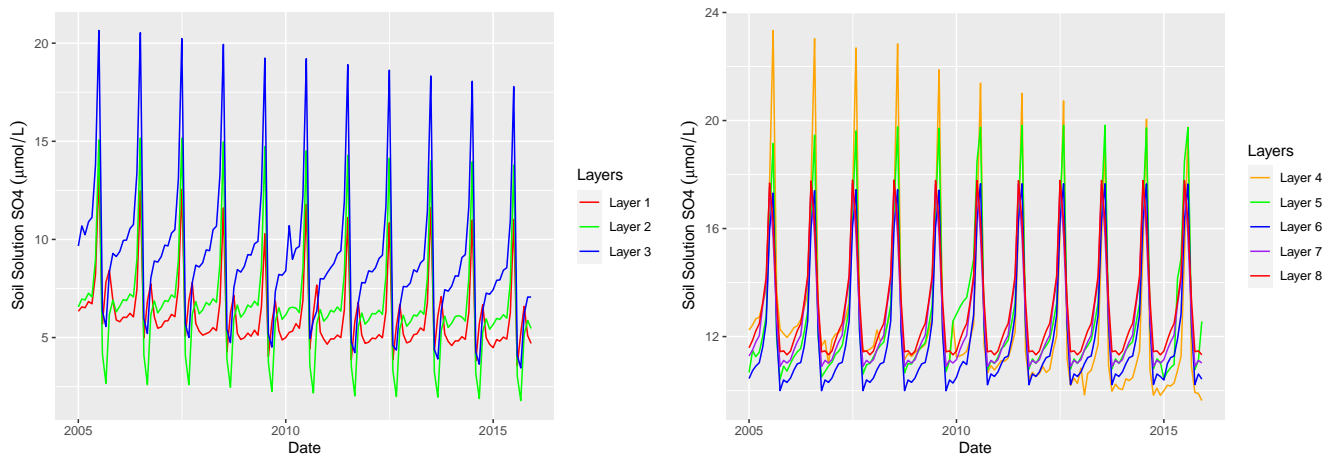 Soil Solution SO4 (μmol/L)
20
15
10
5
2005
2010
2015
Date
Layers
Layer 1
Layer 2
Layer 3
Soil Solution SO4 (μmol/L)
24
20
16
12
2005
2010
2015
Date
Layers
Layer 4
Layer 5
Layer 6
Layer 7
Layer 8